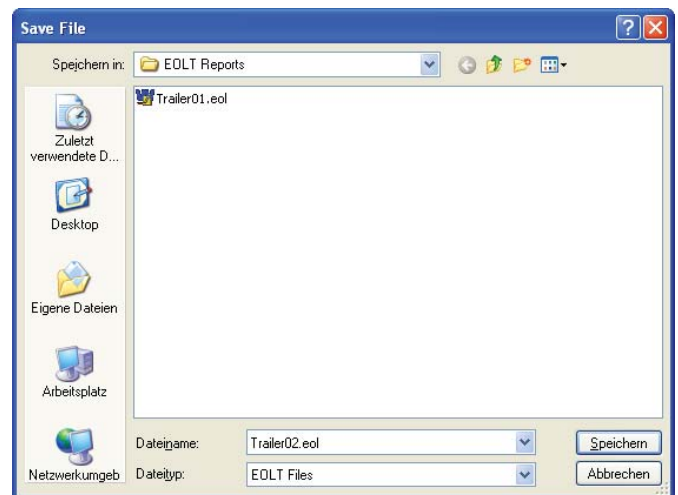 Save File
Speichern in:
EOLT Reports
Trailer01.eol
Zuletzt
verwendete D...
Desktop
Eigene Dateien
Arbeitsplatz
Netzwerkumgeb
Dateiname:
Trailer02.eol
Speichern
Dateityp:
EOLT Files
Abbrechen